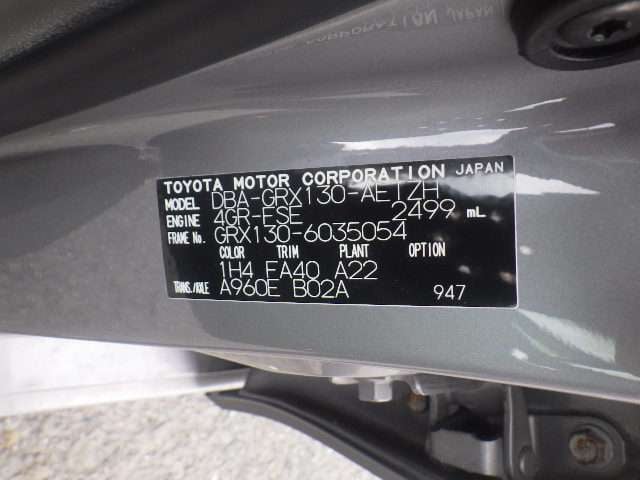 TOYOTA MOTOR CORPORATION JAPAN
MODEL DBA-GRX130-AETZH
ENGINE 4GR-FSE 2499 mL
FRAME No. GRX130-6035054
COLOR TRIM PLANT OPTION
1H4 FA40 A22
TRANS./AXLE A960E B02A 947